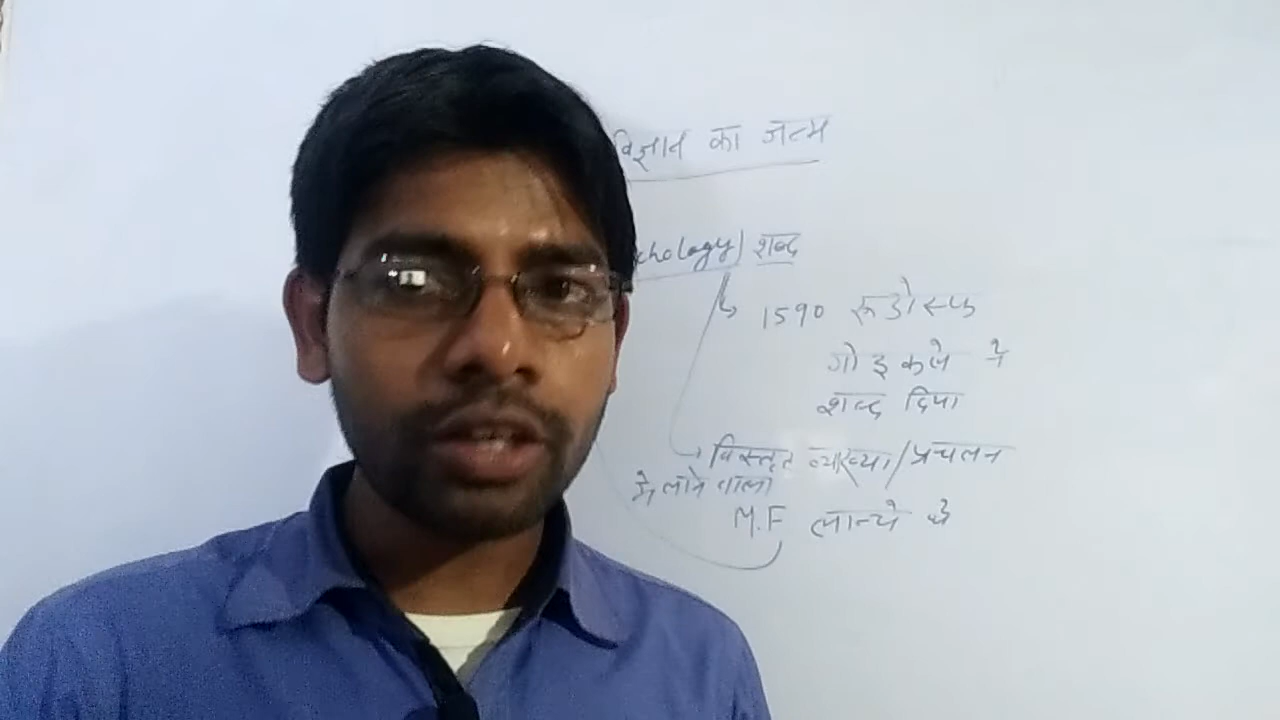 विज्ञान का जन्म
chology) शब्द
1590 रूडोल्फ
गोइकले ने
शब्द दिया
विस्तृत व्याख्या/प्रचलन
मे लाने वाला
M.F लान्ये थे